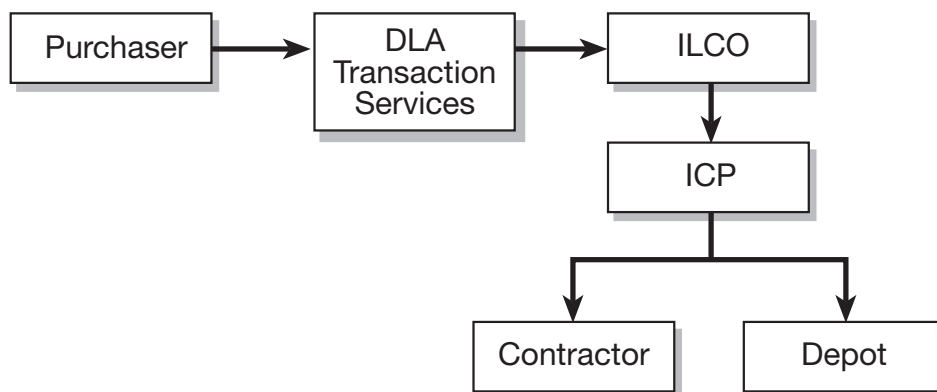 Purchaser
DLA
Transaction
Services
ILCO
ICP
Contractor
Depot